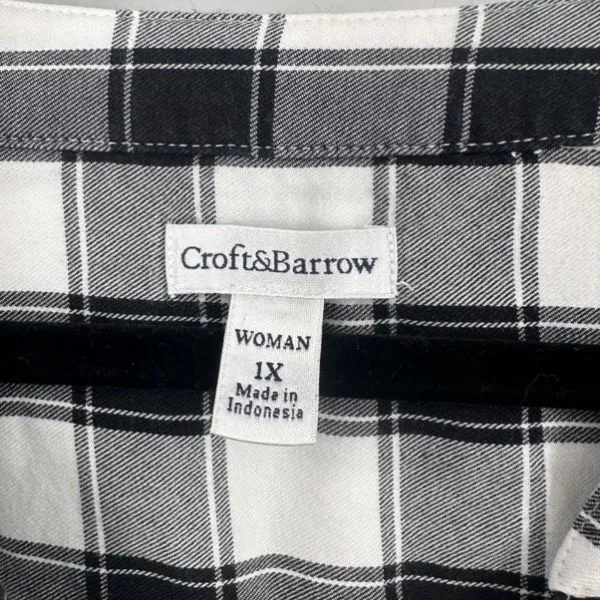 Croft&Barrow
WOMAN
1X
Made in
Indonesia